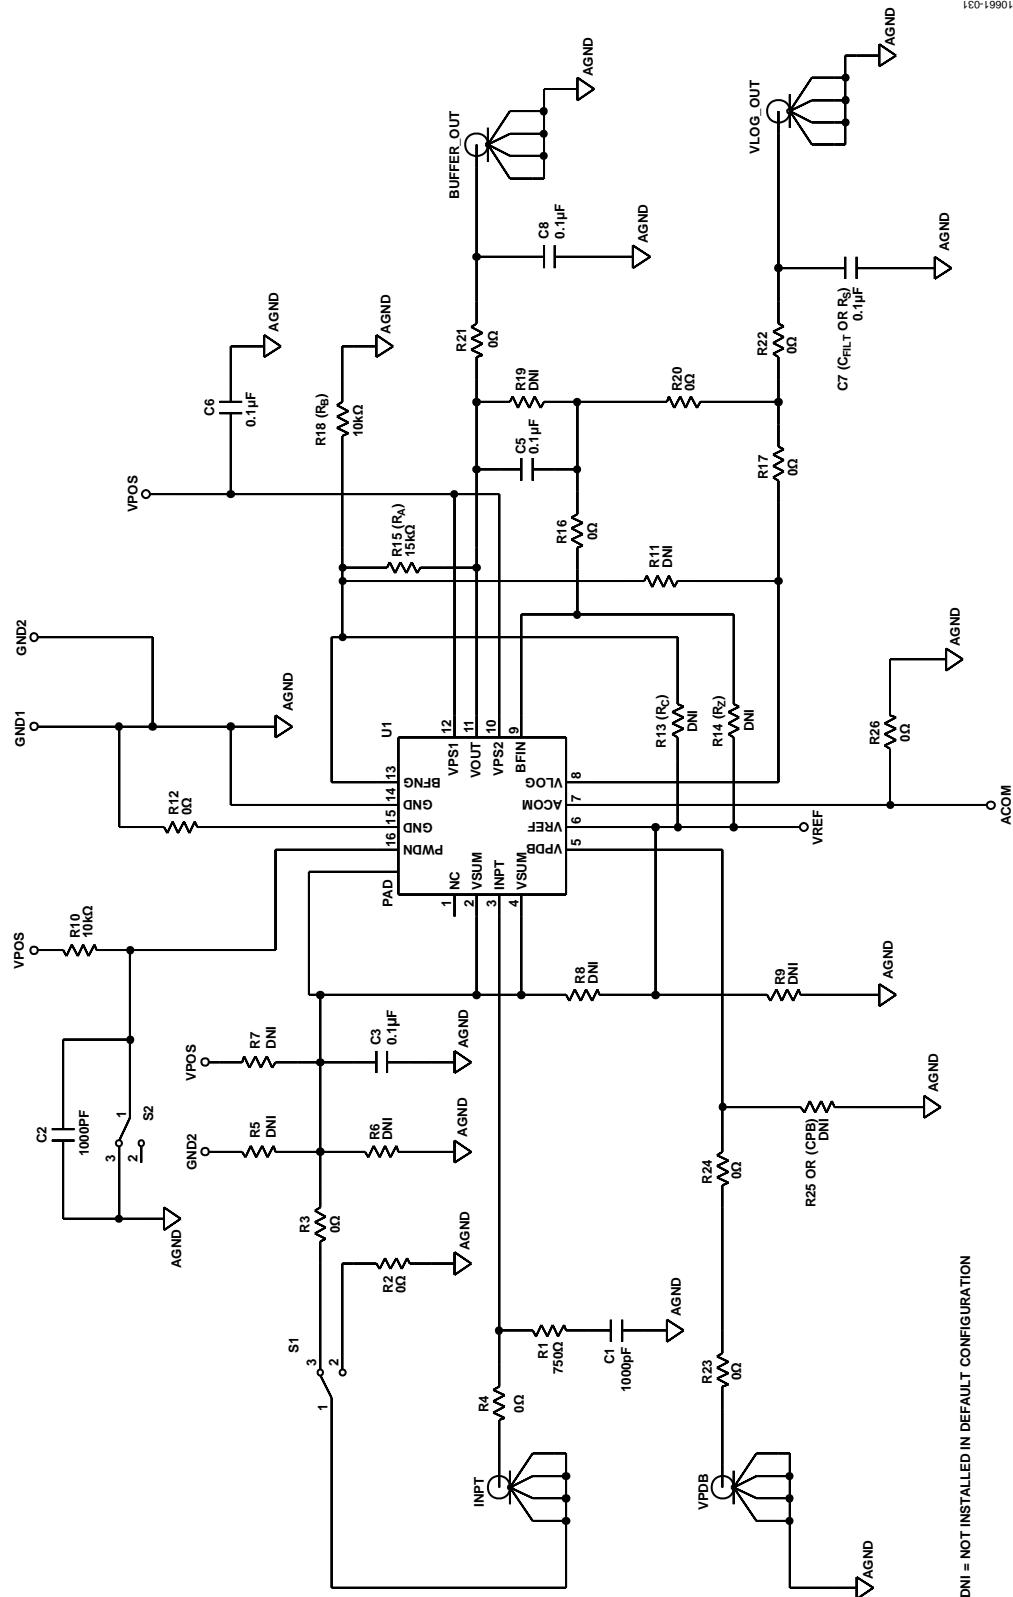 10661-031
AGND
BUFFER_OUT
AGND
VLOG_OUT
C8
0.1µF
AGND
AGND
C7 (CFILT OR RS)
0.1µF
AGND
C6
0.1µF
AGND
R18 (RB)
10kΩ
R21
0Ω
R19
DNI
R20
0Ω
R22
0Ω
VPOS
C5
0.1µF
R17
0Ω
R15 (RA)
15kΩ
R16
0Ω
R11
DNI
GND2
GND1
AGND
AGND
R12
0Ω
U1
12
11
10
9
VPS1
VOUT
VPS2
BFIN
13
14
15
16
BFNG
GND
GND
PWDN
PAD
VLOG
ACOM
VREF
VPDB
8
7
6
5
NC
VSUM
INPT
VSUM
1
2
3
4
R13 (RC)
DNI
R14 (RZ)
DNI
R26
0Ω
VREF
ACOM
VPOS
R10
10kΩ
R8
DNI
R9
DNI
AGND
VPOS
R7
DNI
C3
0.1µF
AGND
C2
1000PF
1
S2
3
2
AGND
GND2
R5
DNI
R6
DNI
AGND
R24
0Ω
R25 OR (CPB)
DNI
AGND
R3
0Ω
R2
0Ω
AGND
S1
3
2
1
R4
0Ω
R1
750Ω
C1
1000pF
AGND
R23
0Ω
INPT
VPDB
AGND
DNI = NOT INSTALLED IN DEFAULT CONFIGURATION